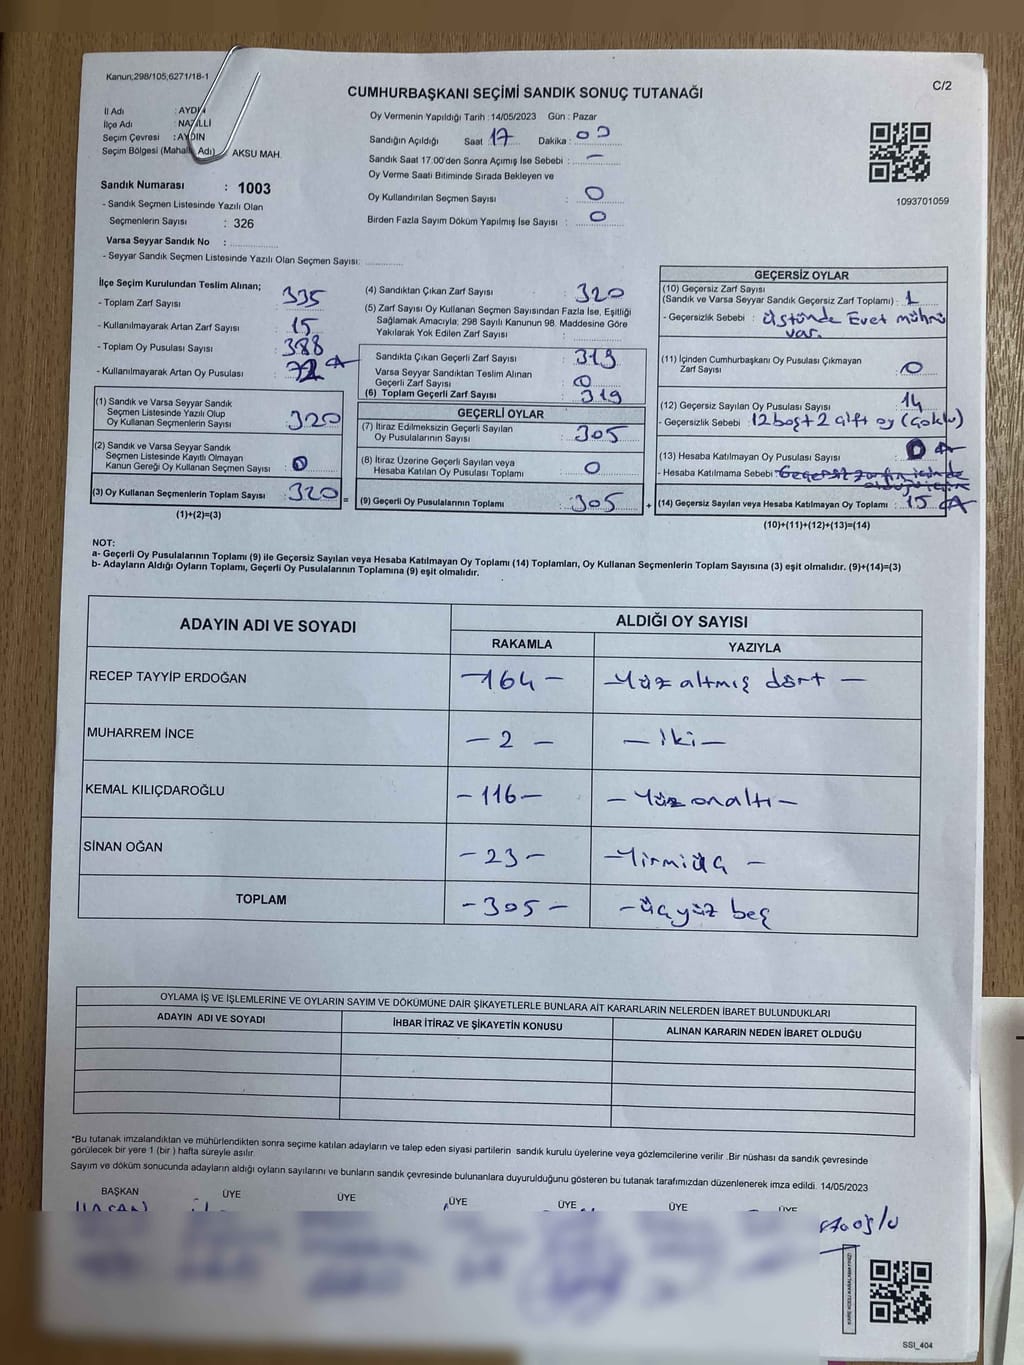 Kanun;298/105,6271/18-1
C/2
CUMHURBAŞKANI SEÇİMİ SANDIK SONUÇ TUTANAĞI
İl Adı : AYDIN
İlçe Adı : NAZİLLİ
Seçim Çevresi : AYDIN
Seçim Bölgesi (Mahalle Adı) : AKSU MAH.
Sandık Numarası : 1003
- Sandık Seçmen Listesinde Yazılı Olan
Seçmenlerin Sayısı : 326
Varsa Seyyar Sandık No :
- Seyyar Sandık Seçmen Listesinde Yazılı Olan Seçmen Sayısı:
Oy Vermenin Yapıldığı Tarih :14/05/2023 Gün : Pazar
Sandığın Açıldığı Saat : 17 Dakika : 00
Sandık Saat 17:00'den Sonra Açımış İse Sebebi : —
Oy Verme Saati Bitiminde Sırada Bekleyen ve
Oy Kullandırılan Seçmen Sayısı : 0
Birden Fazla Sayım Döküm Yapılmış İse Sayısı : 0
1093701059
İlçe Seçim Kurulundan Teslim Alınan;
- Toplam Zarf Sayısı : 335
- Kullanılmayarak Artan Zarf Sayısı : 15
- Toplam Oy Pusulası Sayısı : 388
- Kullanılmayarak Artan Oy Pusulası : 72
(1) Sandık ve Varsa Seyyar Sandık
Seçmen Listesinde Yazılı Olup
Oy Kullanan Seçmenlerin Sayısı : 320
(2) Sandık ve Varsa Seyyar Sandık
Seçmen Listesinde Kayıtlı Olmayan
Kanun Gereği Oy Kullanan Seçmen Sayısı : 0
(3) Oy Kullanan Seçmenlerin Toplam Sayısı : 320 =
(1)+(2)=(3)
(4) Sandıktan Çıkan Zarf Sayısı : 320
(5) Zarf Sayısı Oy Kullanan Seçmen Sayısından Fazla İse, Eşitliği
Sağlamak Amacıyla; 298 Sayılı Kanunun 98. Maddesine Göre
Yakılarak Yok Edilen Zarf Sayısı :
Sandıkta Çıkan Geçerli Zarf Sayısı : 319
Varsa Seyyar Sandıktan Teslim Alınan
Geçerli Zarf Sayısı : 0
(6) Toplam Geçerli Zarf Sayısı : 319
GEÇERLİ OYLAR
(7) İtiraz Edilmeksizin Geçerli Sayılan
Oy Pusulalarının Sayısı : 305
(8) İtiraz Üzerine Geçerli Sayılan veya
Hesaba Katılan Oy Pusulası Toplamı : 0
(9) Gerli Oy Pusulalarının Toplamı : 305 +
GEÇERSİZ OYLAR
(10) Geçersiz Zarf Sayısı
(Sandık ve Varsa Seyyar Sandık Geçersiz Zarf Toplamı) : 1
- Geçersizlik Sebebi : Üstünde Evet mührü
var.
(11) İçinden Cumhurbaşkanı Oy Pusulası Çıkmayan
Zarf Sayısı : 0
(12) Geçersiz Sayılan Oy Pusulası Sayısı : 14
- Geçersizlik Sebebi : 12 boş+2 çift oy (çoklu)
(13) Hesaba Katılmayan Oy Pusulası Sayısı : 0
- Hesaba Katılmama Sebebi : Geçersiz zarfın içinde
olduğu için
(14) Geçersiz Sayılan veya Hesaba Katılmayan Oy Toplamı : 15
(10)+(11)+(12)+(13)=(14)
NOT:
a- Geçerli Oy Pusulalarının Toplamı (9) ile Geçersiz Sayılan veya Hesaba Katılmayan Oy Toplamı (14) Toplamları, Oy Kullanan Seçmenlerin Toplam Sayısına (3) eşit olmalıdır. (9)+(14)=(3)
b- Adayların Aldığı Oyların Toplamı, Geçerli Oy Pusulalarının Toplamına (9) eşit olmalıdır.
ADAYIN ADI VE SOYADI ALDIĞI OY SAYISI
RAKAMLA YAZIYLA
RECEP TAYYİP ERDOĞAN -164- -Yüz altmış dört-
MUHARREM İNCE -2- -iki-
KEMAL KILIÇDAROĞLU -116- -Yüz onaltı-
SİNAN OĞAN -23- -Yirmiüç-
TOPLAM -305- -üçyüz beş
OYLAMA İŞ VE İŞLEMLERİNE VE OYLARIN SAYIM VE DÖKÜMÜNE DAİR ŞİKAYETLERLE BUNLARA AİT KARARLARIN NELERDEN İBARET BULUNDUKLARI
ADAYIN ADI VE SOYADI İHBAR İTİRAZ VE ŞİKAYETİN KONUSU ALINAN KARARIN NEDEN İBARET OLDUĞU
*Bu tutanak imzalandıktan ve mühürlendikten sonra seçime katılan adayların ve talep eden siyasi partilerin sandık kurulu üyelerine veya gözlemcilerine verilir .Bir nüshası da sandık çevresinde
görülecek bir yere 1 (bir ) hafta süreyle asılır.
Sayım ve döküm sonucunda adayların aldığı oyların sayılarını ve bunların sandık çevresinde bulunanlara duyurulduğunu gösteren bu tutanak tarafımızdan düzenlenerek imza edildi. 14/05/2023
BAŞKAN ÜYE ÜYE ÜYE ÜYE ÜYE ÜYE
SSI_404